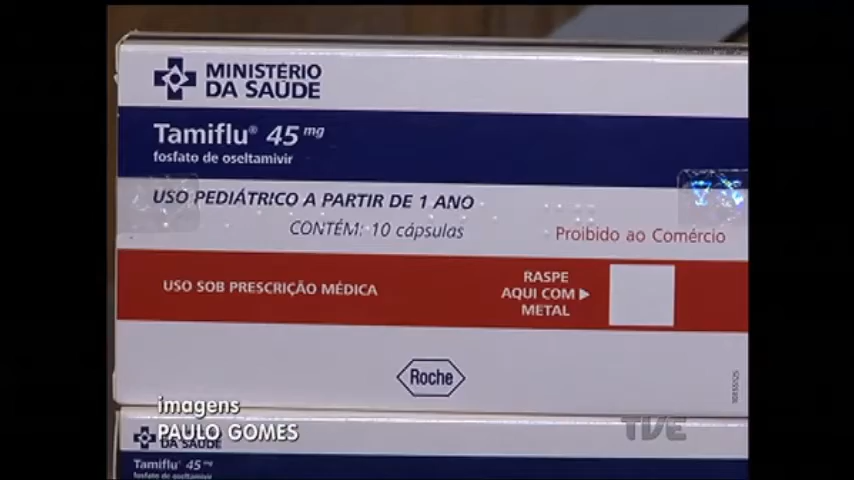 MINISTÉRIO
DA SAÚDE
Tamiflu® 45 mg
fosfato de oseltamivir
USO PEDIÁTRICO A PARTIR DE 1 ANO
CONTÉM: 10 cápsulas
Proibido ao Comércio
USO SOB PRESCRIÇÃO MÉDICA
RASPE
AQUI COM ▶
METAL
Roche
imagens
PAULO GOMES
TVE
DA SAÚDE
Tamiflu® 45 mg
fosfato de oseltamivir